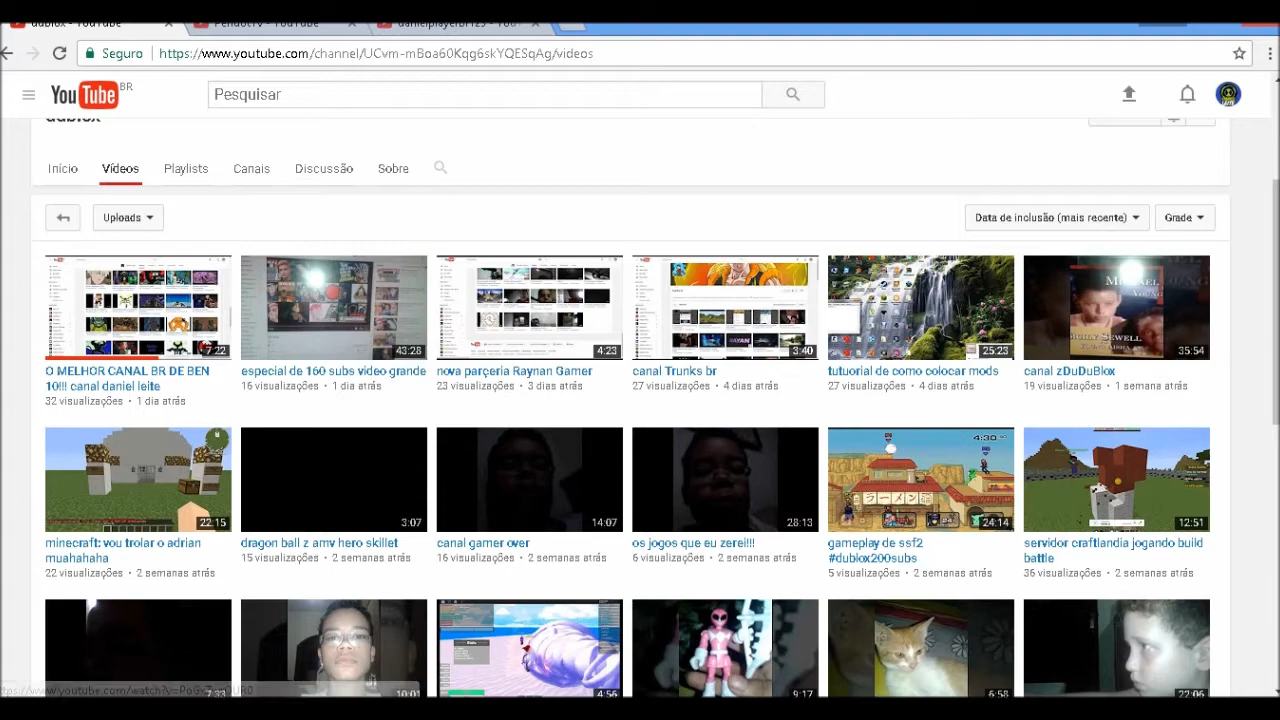 dublox - YouTube
PendotTV - YouTube
danielplayerbr123 - YouT
Seguro
https://www.youtube.com/channel/UCvm-mBoa60Kqg6skYQESqAg/videos
YouTube BR
Pesquisar
dublox
Início Vídeos Playlists Canais Discussão Sobre
Uploads
Data de inclusão (mais recente)
Grade
43:28
4:23
3:40
25:23
35:54
O MELHOR CANAL BR DE BEN
10!!! canal daniel leite
32 visualizações • 1 dia atrás
especial de 160 subs video grande
16 visualizações • 1 dia atrás
nova parçeria Raynan Gamer
23 visualizações • 3 dias atrás
canal Trunks br
27 visualizações • 4 dias atrás
tutuorial de como colocar mods
27 visualizações • 4 dias atrás
canal zDuDuBlox
19 visualizações • 1 semana atrás
22:15
3:07
14:07
28:13
4:30
24:14
12:51
minecraft: vou trolar o adrian
muahahaha
22 visualizações • 2 semanas atrás
dragon ball z amv hero skillet
15 visualizações • 2 semanas atrás
canal gamer over
16 visualizações • 2 semanas atrás
os jogos que eu zerei!!!
6 visualizações • 2 semanas atrás
gameplay de ssf2
#dublox200subs
5 visualizações • 2 semanas atrás
servidor craftlandia jogando build
battle
36 visualizações • 2 semanas atrás
10:01
4:56
9:17
6:58
22:06